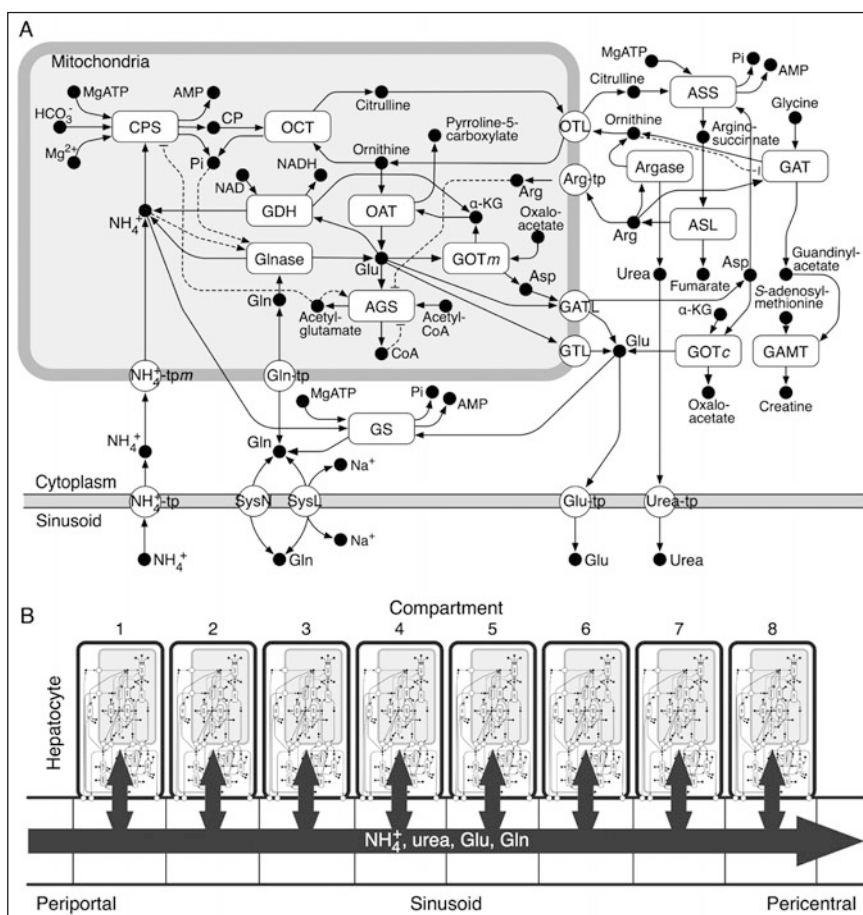 A
Mitochondria
MgATP
AMP
HCO₃⁻
CP
Mg²⁺
CPS
Pi
OCT
Citrulline
Ornithine
Pyrroline-5-
carboxylate
NAD
NADH
NH₄⁺
GDH
OAT
α-KG
Oxalo-
acetate
Glnase
Glu
GOTm
Asp
Gln
AGS
Acetyl-
glutamate
Acetyl-
CoA
CoA
OTL
Arg-tp
Arg
GATL
GTL
MgATP
Pi
AMP
Citrulline
ASS
Glycine
Ornithine
Argino-
succinate
Argase
GAT
Arg
ASL
Urea
Fumarate
Asp
Guandinyl-
acetate
S-adenosyl-
methionine
α-KG
Glu
GOTc
GAMT
Oxalo-
acetate
Creatine
NH₄⁺-tpm
Gln-tp
MgATP
Pi
AMP
GS
NH₄⁺
Gln
Na⁺
Cytoplasm
NH₄⁺-tp
SysN
SysL
Glu-tp
Urea-tp
Sinusoid
NH₄⁺
Gln
Na⁺
Glu
Urea
B
Compartment
1 2 3 4 5 6 7 8
Hepatocyte
NH₄⁺, urea, Glu, Gln
Periportal Sinusoid Pericentral